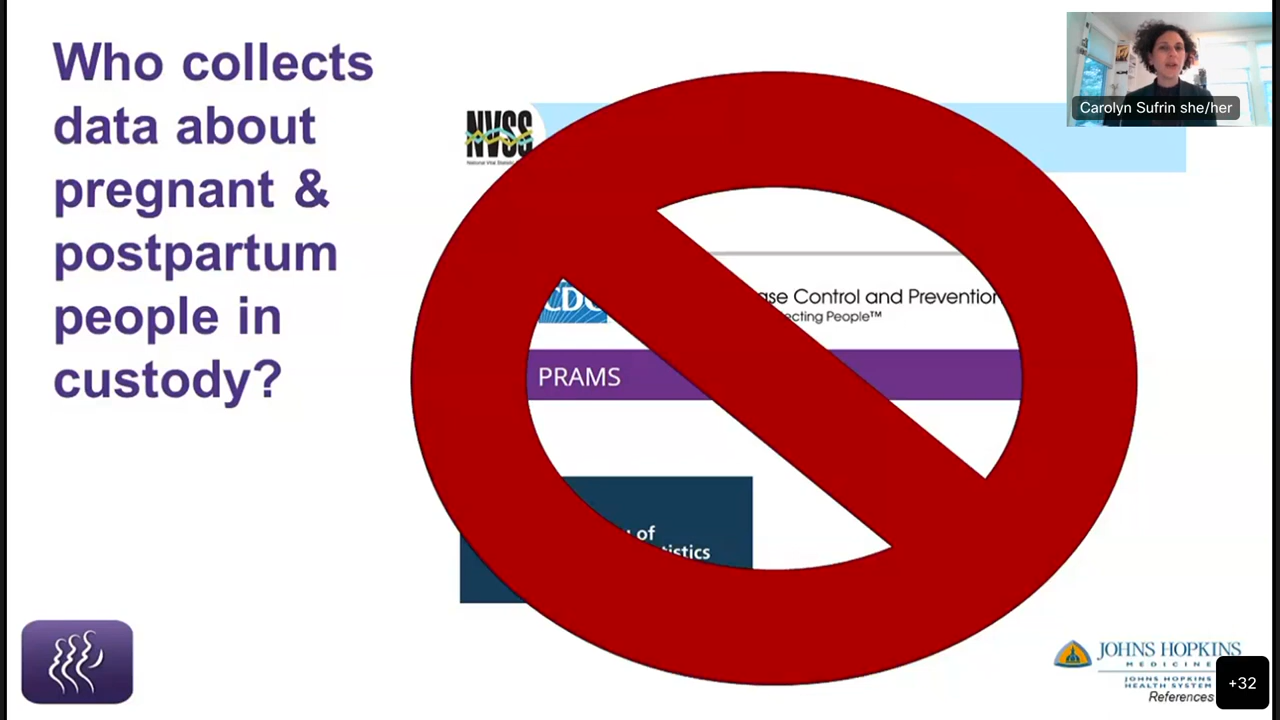 Who collects
data about
pregnant &
postpartum
people in
custody?
Carolyn Sufrin she/her
NVSS
CDC
ase Control and Prevention
ecting People™
PRAMS
of
tistics
JOHNS HOPKINS
MEDICINE
JOHNS HOPKINS
HEALTH SYSTEM
References
+32